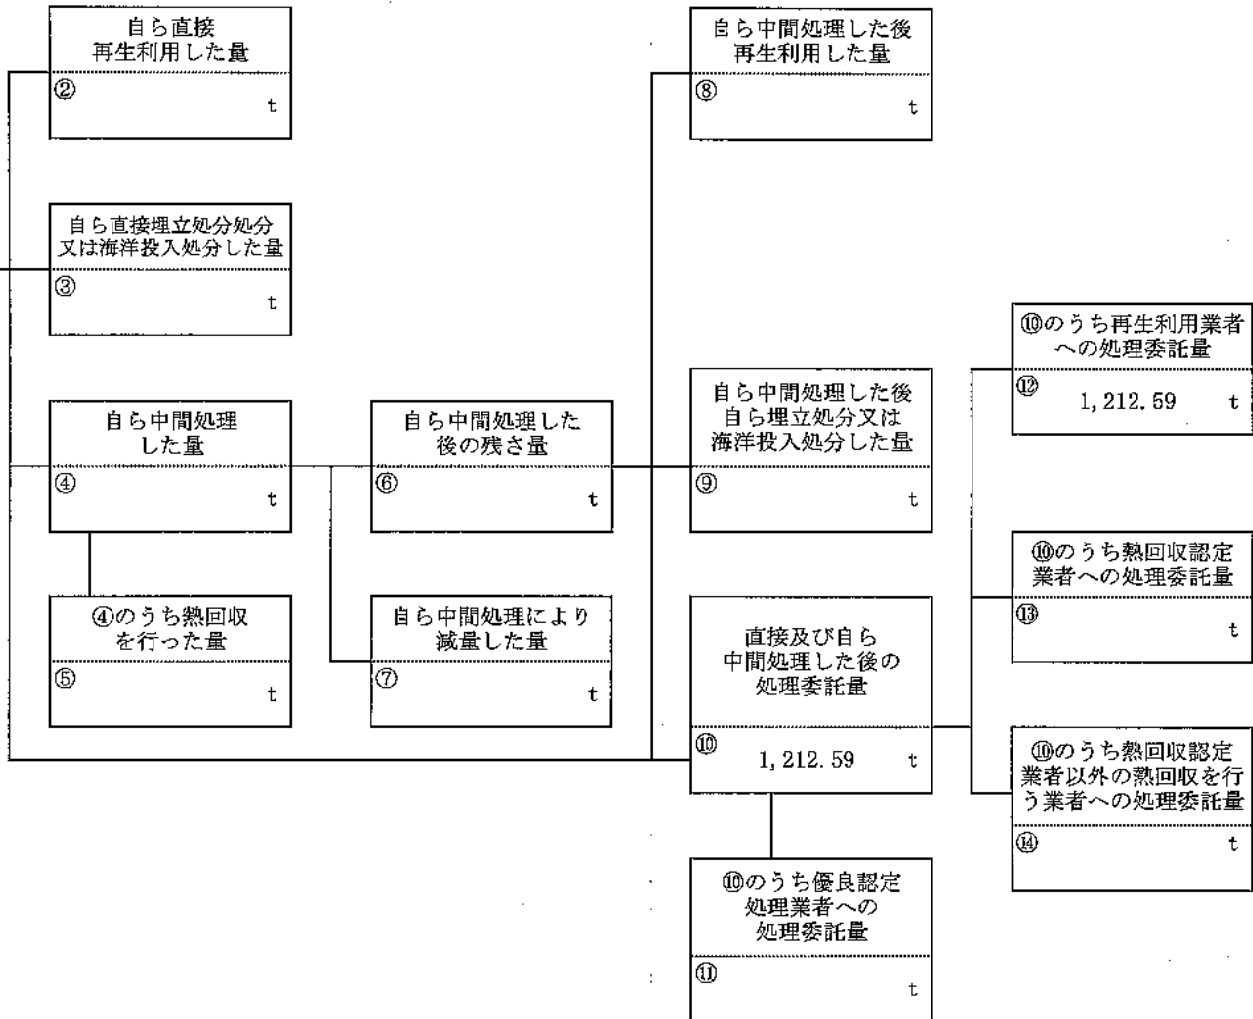 自ら直接
再生利用した量
② t
自ら中間処理した後
再生利用した量
⑧ t
自ら直接埋立処分処分
又は海洋投入処分した量
③ t
⑩のうち再生利用業者
への処理委託量
⑫ 1,212.59 t
自ら中間処理
した量
④ t
自ら中間処理した
後の残さ量
⑥ t
自ら中間処理した後
自ら埋立処分又は
海洋投入処分した量
⑨ t
⑩のうち熱回収認定
業者への処理委託量
⑬ t
④のうち熱回収
を行った量
⑤ t
自ら中間処理により
減量した量
⑦ t
直接及び自ら
中間処理した後の
処理委託量
⑩ 1,212.59 t
⑩のうち熱回収認定
業者以外の熱回収を行
う業者への処理委託量
⑭ t
⑩のうち優良認定
処理業者への
処理委託量
⑪ t